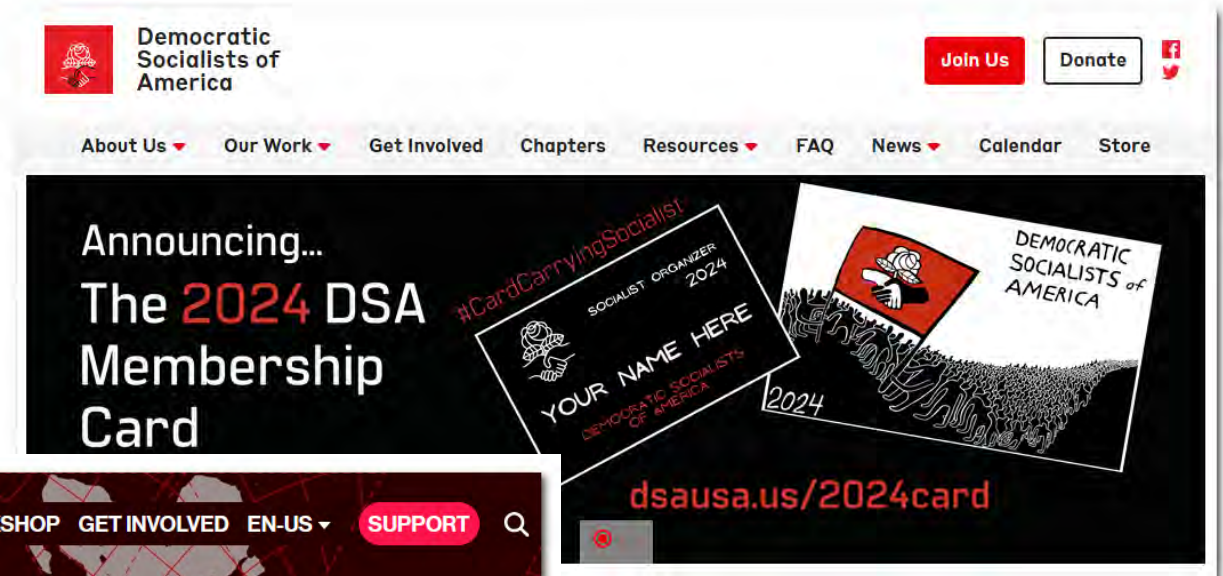 Democratic
Socialists of
America
Join Us
Donate
About Us
Our Work
Get Involved
Chapters
Resources
FAQ
News
Calendar
Store
Announcing...
The 2024 DSA
Membership
Card
#CardCarryingSocialist
SOCIALIST ORGANIZER
2024
YOUR NAME HERE
DEMOCRATIC SOCIALISTS
OF AMERICA
DEMOCRATIC
SOCIALISTS of
AMERICA
2024
dsausa.us/2024card
SHOP GET INVOLVED EN-US SUPPORT